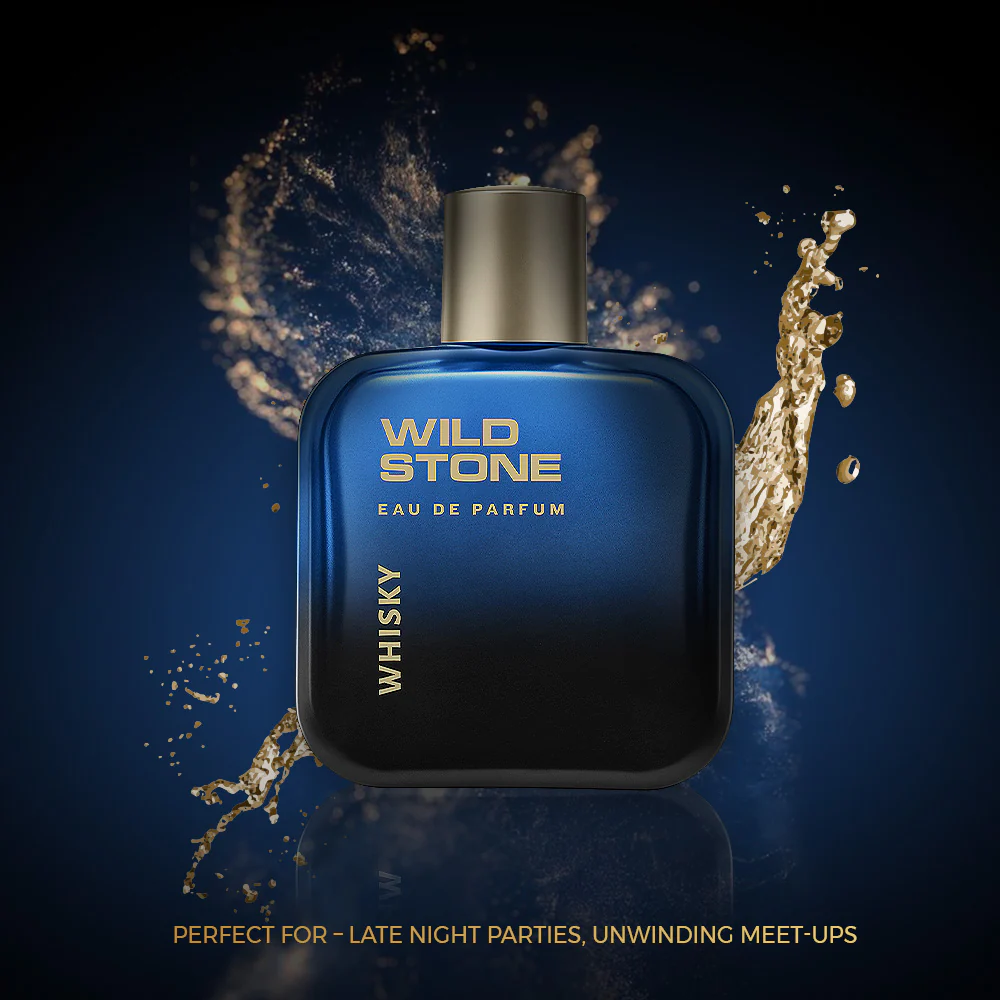 WILD
STONE
EAU DE PARFUM
WHISKY
W
PERFECT FOR – LATE NIGHT PARTIES, UNWINDING MEET-UPS